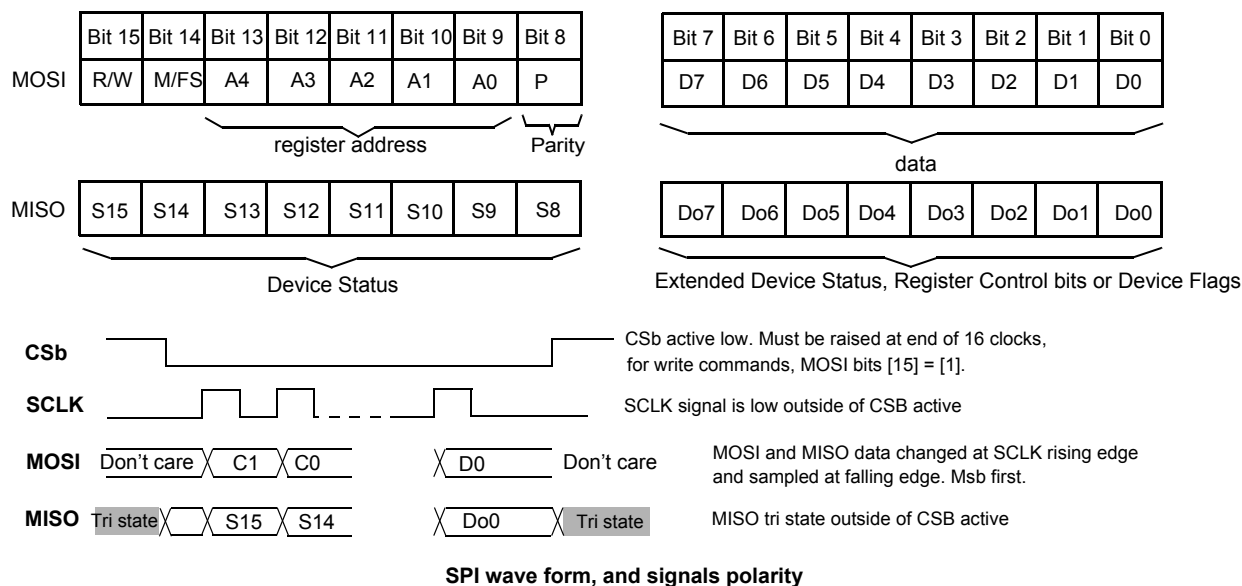 Bit 15 Bit 14 Bit 13 Bit 12 Bit 11 Bit 10 Bit 9 Bit 8 Bit 7 Bit 6 Bit 5 Bit 4 Bit 3 Bit 2 Bit 1 Bit 0
MOSI R/W M/FS A4 A3 A2 A1 A0 P D7 D6 D5 D4 D3 D2 D1 D0
register address Parity data
MISO S15 S14 S13 S12 S11 S10 S9 S8 Do7 Do6 Do5 Do4 Do3 Do2 Do1 Do0
Device Status Extended Device Status, Register Control bits or Device Flags
CSb CSb active low. Must be raised at end of 16 clocks,
for write commands, MOSI bits [15] = [1].
SCLK SCLK signal is low outside of CSB active
MOSI Don't care C1 C0 D0 Don't care MOSI and MISO data changed at SCLK rising edge
and sampled at falling edge. Msb first.
MISO Tri state S15 S14 Do0 Tri state MISO tri state outside of CSB active
SPI wave form, and signals polarity